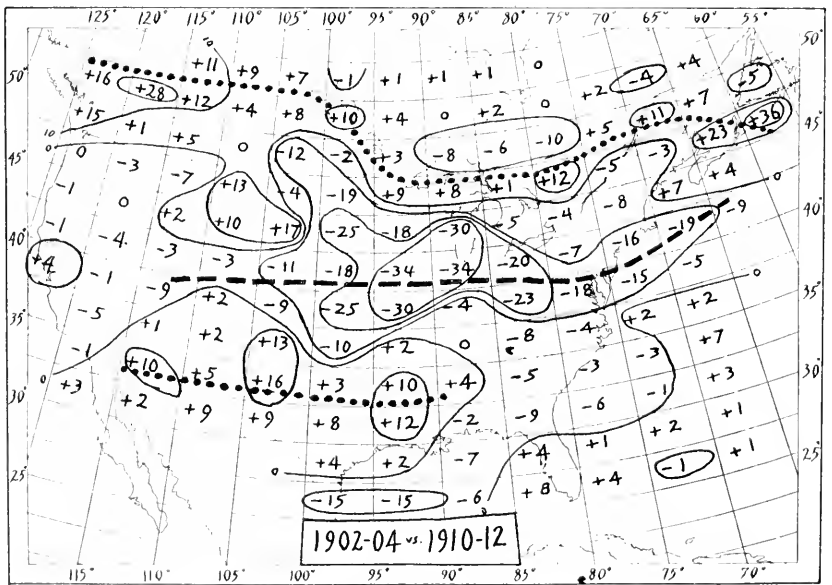 125° 120° 115° 110° 105° 100° 95° 90° 85° 80° 75° 70° 65° 60° 55°
50° +16 +28 +11 +9 +7 -1 +1 +1 +1 0 +2 -4 +4 -5 50°
10 +15 +12 +4 +8 +10 +4 0 +2 0 +5 +11 +7 +23 +36
45° 0 +1 +5 0 -12 -2 +3 -8 -6 -10 -5 -3 +4 0 45°
0 -3 -7 +13 -4 -19 +9 +8 +1 +12 -8 +7
-1 0 +2 +10 +17 -25 -18 -30 -5 -4 -16 -19 -9
40° -1 -4 -3 -3 -11 -18 -34 -34 -20 -7 -15 -5 0 40°
+4 -1 -9 +2 -9 -25 -30 -4 -23 -18 +2 +2
35° -5 +1 +2 +13 -10 +2 0 -8 -4 -3 +7 35°
-1 +10 +5 +16 +3 +10 +4 -5 -3 -1 +3
30° 0 +3 +2 +9 +9 +8 +12 -2 -9 -6 +2 +1 30°
25° 0 +4 +2 -7 +4 +1 -1 +1 25°
-15 -15 -6 +8 +4
0
1902-04 vs. 1910-12
115° 110° 105° 100° 95° 90° 85° 80° 75° 70°